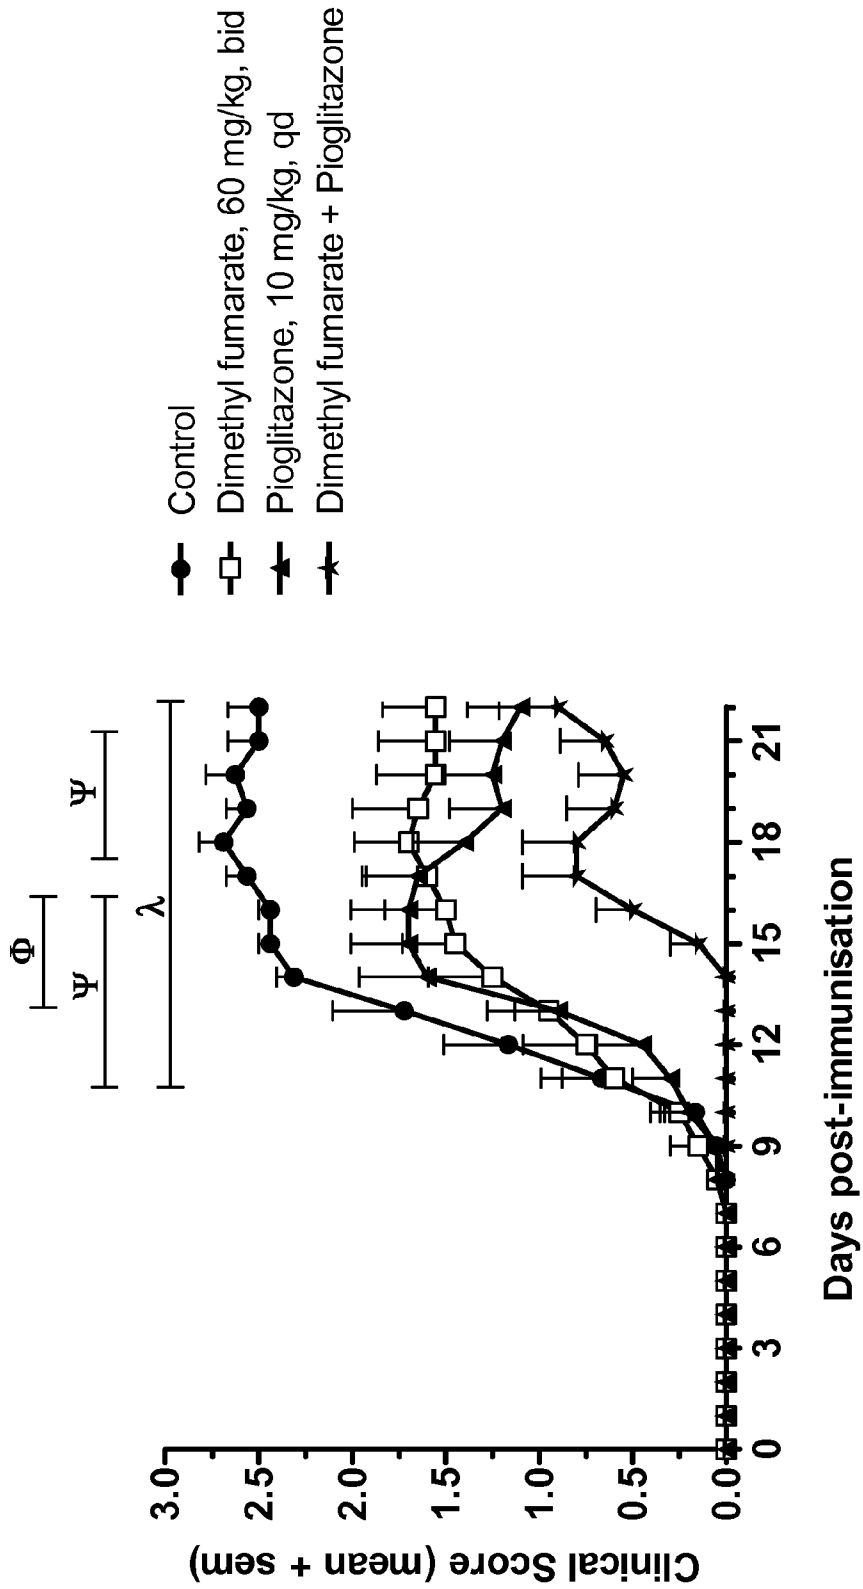 Φ
Ψ
Ψ
λ
Control
Dimethyl fumarate, 60 mg/kg, bid
Pioglitazone, 10 mg/kg, qd
Dimethyl fumarate + Pioglitazone
Clinical Score (mean + sem)
3.0
2.5
2.0
1.5
1.0
0.5
0.0
0 3 6 9 12 15 18 21
Days post-immunisation